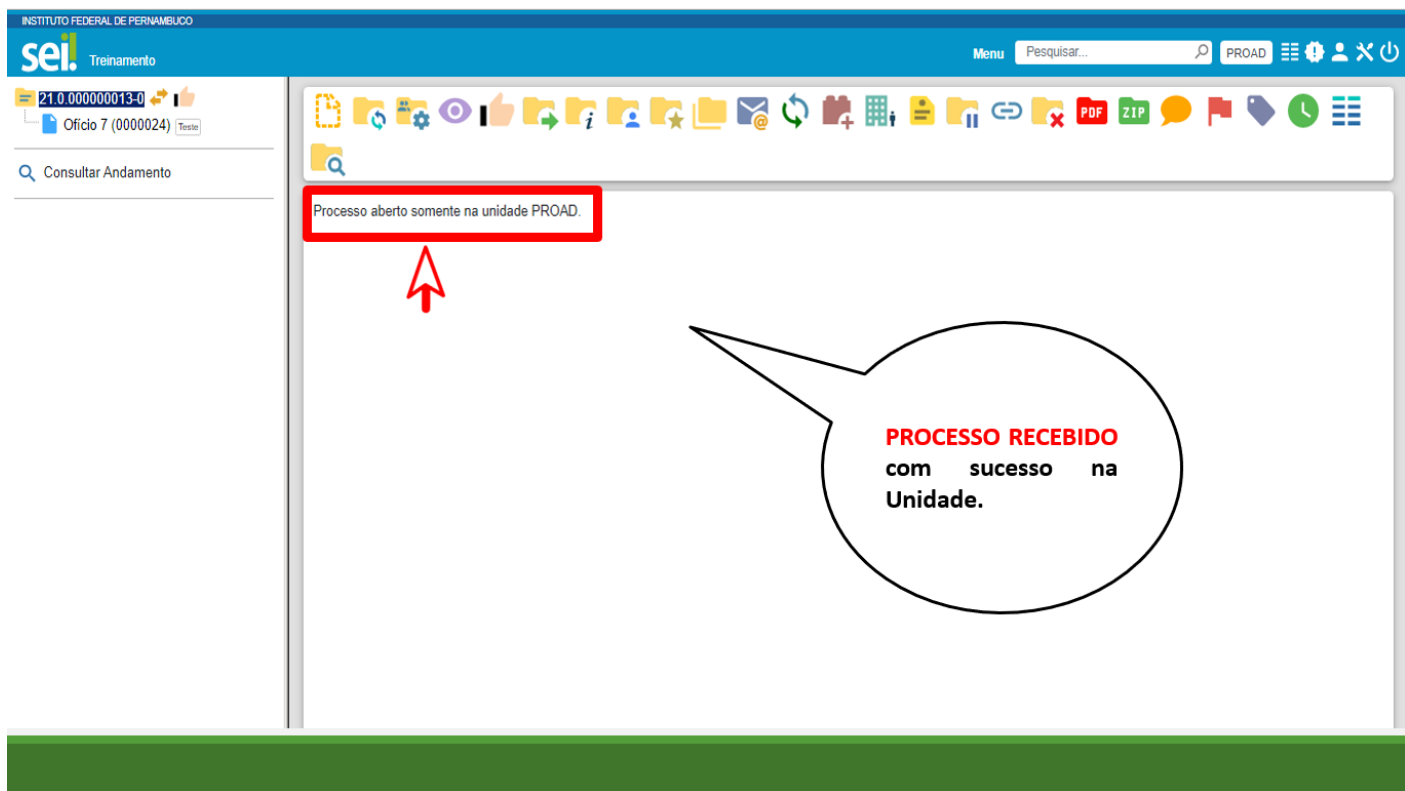 INSTITUTO FEDERAL DE PERNAMBUCO
sei! Treinamento
Menu Pesquisar... PROAD
21.0.000000013-0
Ofício 7 (0000024) Teste
Consultar Andamento
PDF ZIP
Processo aberto somente na unidade PROAD.
PROCESSO RECEBIDO
com sucesso na
Unidade.